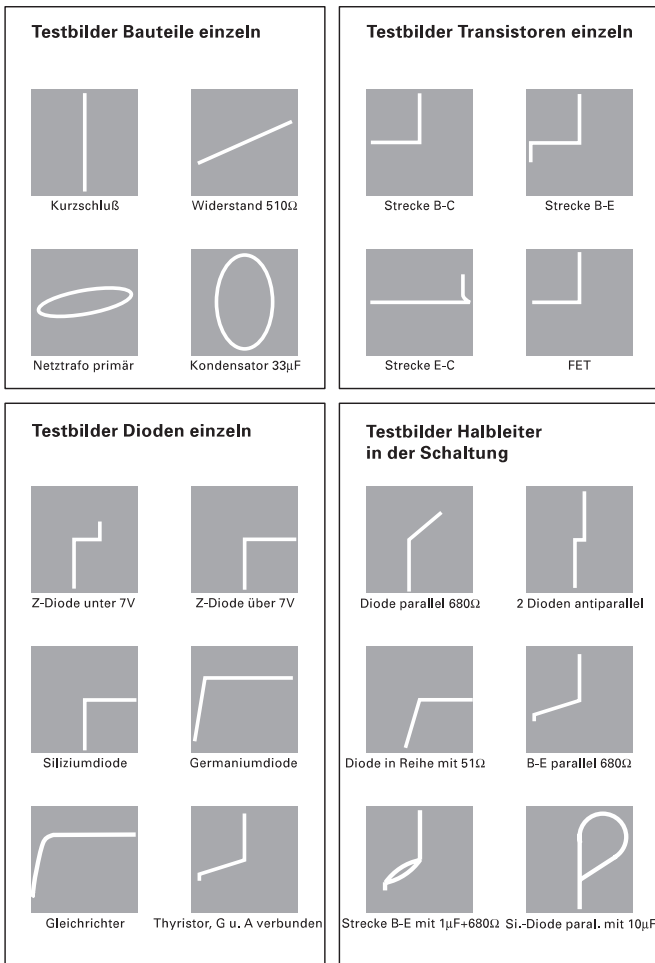 Testbilder Bauteile einzeln
Kurzschluß
Widerstand 510Ω
Netztrafo primär
Kondensator 33µF
Testbilder Transistoren einzeln
Strecke B-C
Strecke B-E
Strecke E-C
FET
Testbilder Dioden einzeln
Z-Diode unter 7V
Z-Diode über 7V
Siliziumdiode
Germaniumdiode
Gleichrichter
Thyristor, G u. A verbunden
Testbilder Halbleiter
in der Schaltung
Diode parallel 680Ω
2 Dioden antiparallel
Diode in Reihe mit 51Ω
B-E parallel 680Ω
Strecke B-E mit 1µF+680Ω
Si.-Diode paral. mit 10µF